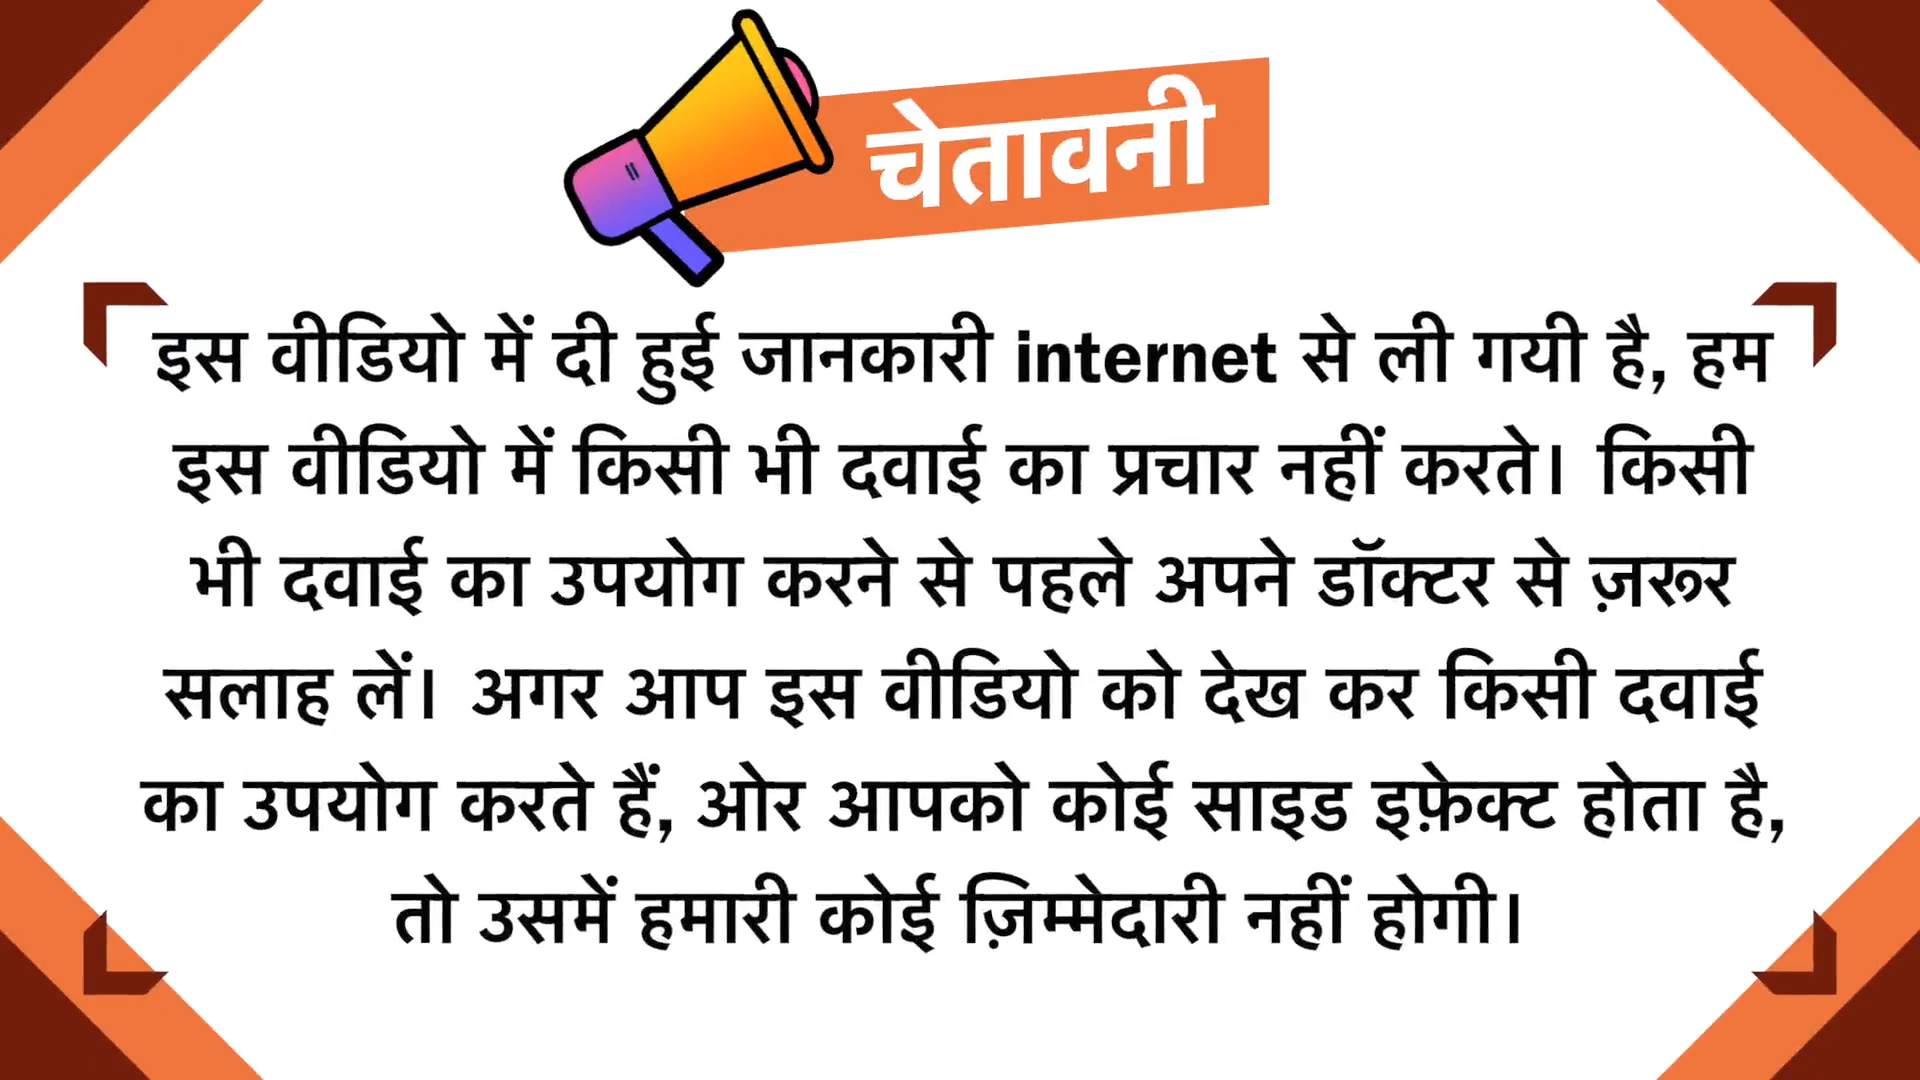 चेतावनी
इस वीडियो में दी हुई जानकारी internet से ली गयी है, हम
इस वीडियो में किसी भी दवाई का प्रचार नहीं करते। किसी
भी दवाई का उपयोग करने से पहले अपने डॉक्टर से ज़रूर
सलाह लें। अगर आप इस वीडियो को देख कर किसी दवाई
का उपयोग करते हैं, ओर आपको कोई साइड इफ़ेक्ट होता है,
तो उसमें हमारी कोई ज़िम्मेदारी नहीं होगी।